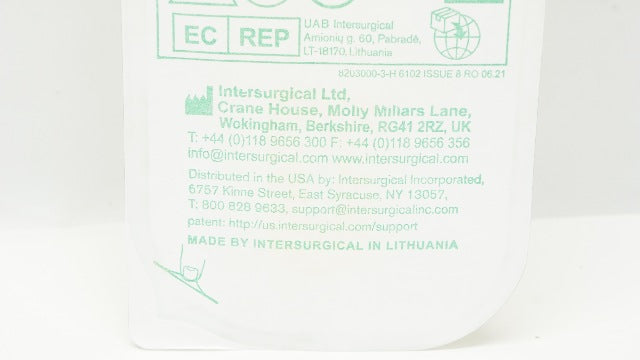 EC REP
UAB Intersurgical
Amionių g. 60, Pabradė,
LT-18170, Lithuania
8203000-3-H 6102 ISSUE 8 RO 06.21
Intersurgical Ltd,
Crane House, Molly Millars Lane,
Wokingham, Berkshire, RG41 2RZ, UK
T: +44 (0)118 9656 300 F: +44 (0)118 9656 356
info@intersurgical.com www.intersurgical.com
Distributed in the USA by: Intersurgical Incorporated,
6757 Kinne Street, East Syracuse, NY 13057,
T: 800 828 9633, support@intersurgicalinc.com
patent: http://us.intersurgical.com/support
MADE BY INTERSURGICAL IN LITHUANIA